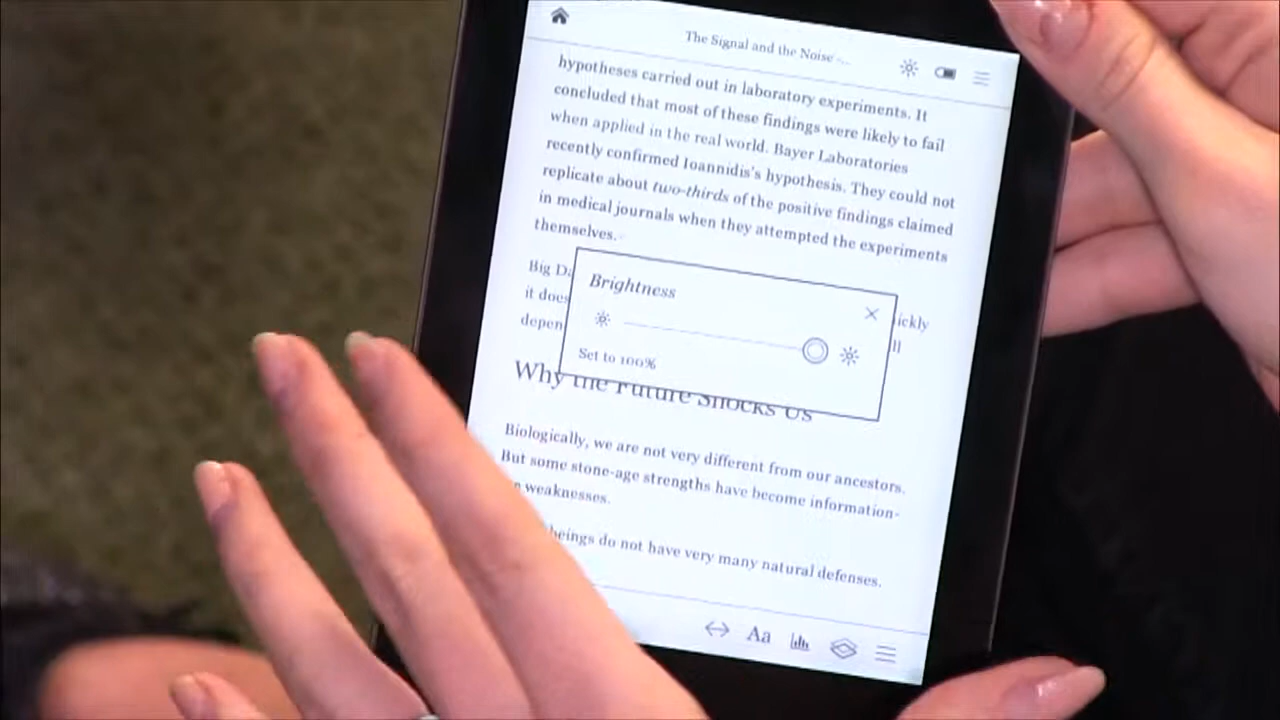 The Signal and the Noise -...
hypotheses carried out in laboratory experiments. It
concluded that most of these findings were likely to fail
when applied in the real world. Bayer Laboratories
recently confirmed Ioannidis's hypothesis. They could not
replicate about two-thirds of the positive findings claimed
in medical journals when they attempted the experiments
themselves.
Big
it does
ickly
depen
ll
Brightness
Set to 100%
Why the Future Shocks Us
Biologically, we are not very different from our ancestors.
But some stone-age strengths have become information-
weaknesses.
beings do not have very many natural defenses.
Aa